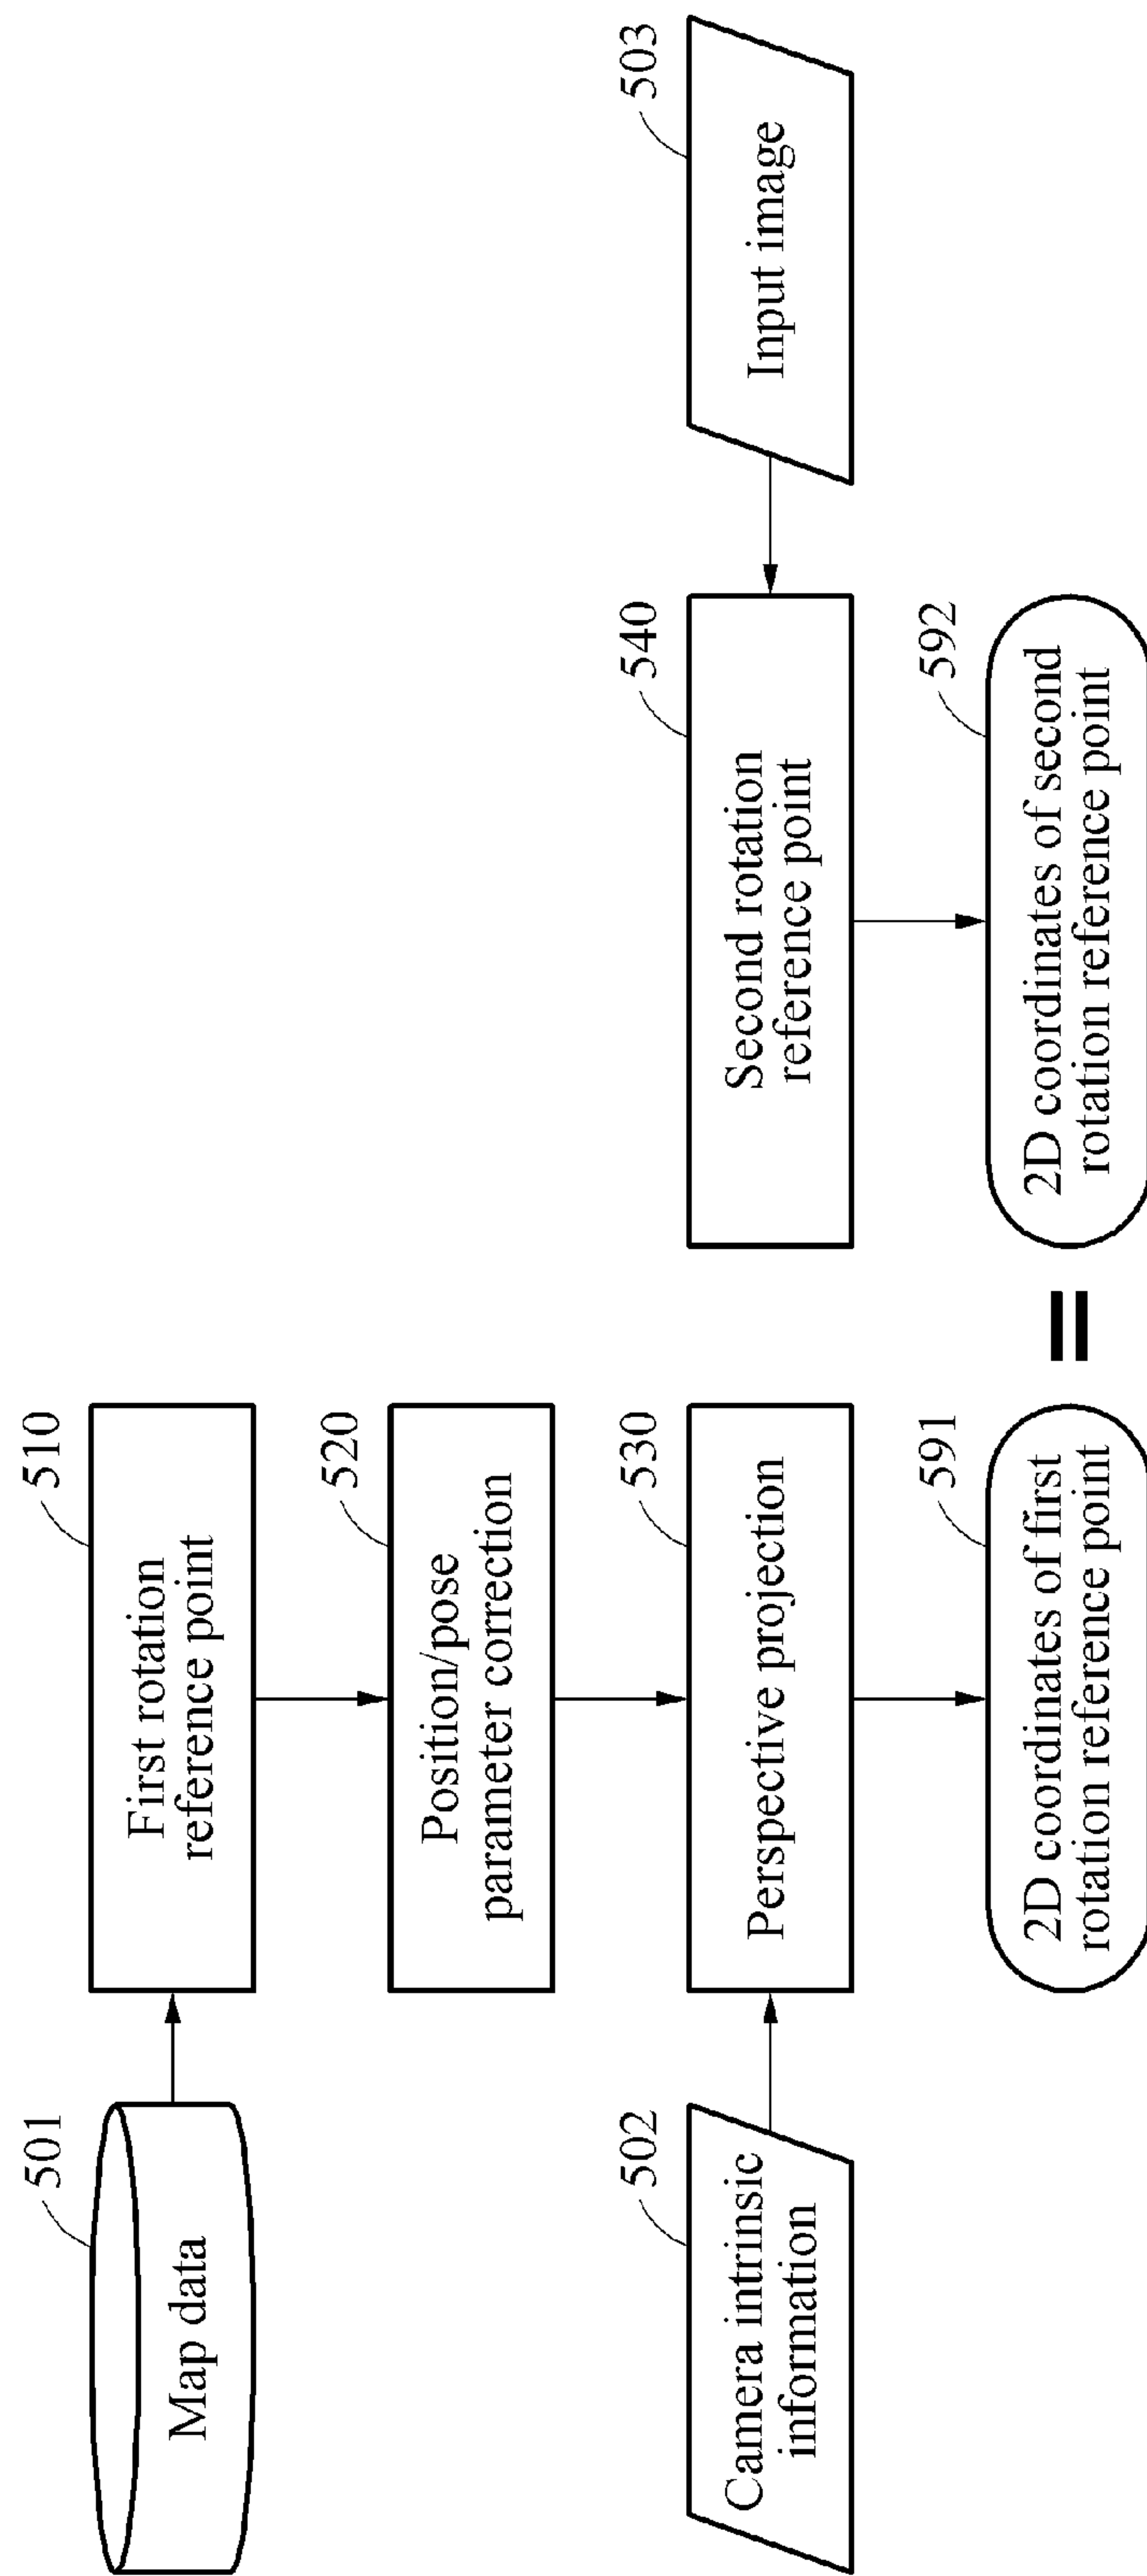 501
Map data
510
First rotation
reference point
520
Position/pose
parameter correction
502
Camera intrinsic
information
530
Perspective projection
540
Second rotation
reference point
503
Input image
591
2D coordinates of first
rotation reference point
=
592
2D coordinates of second
rotation reference point